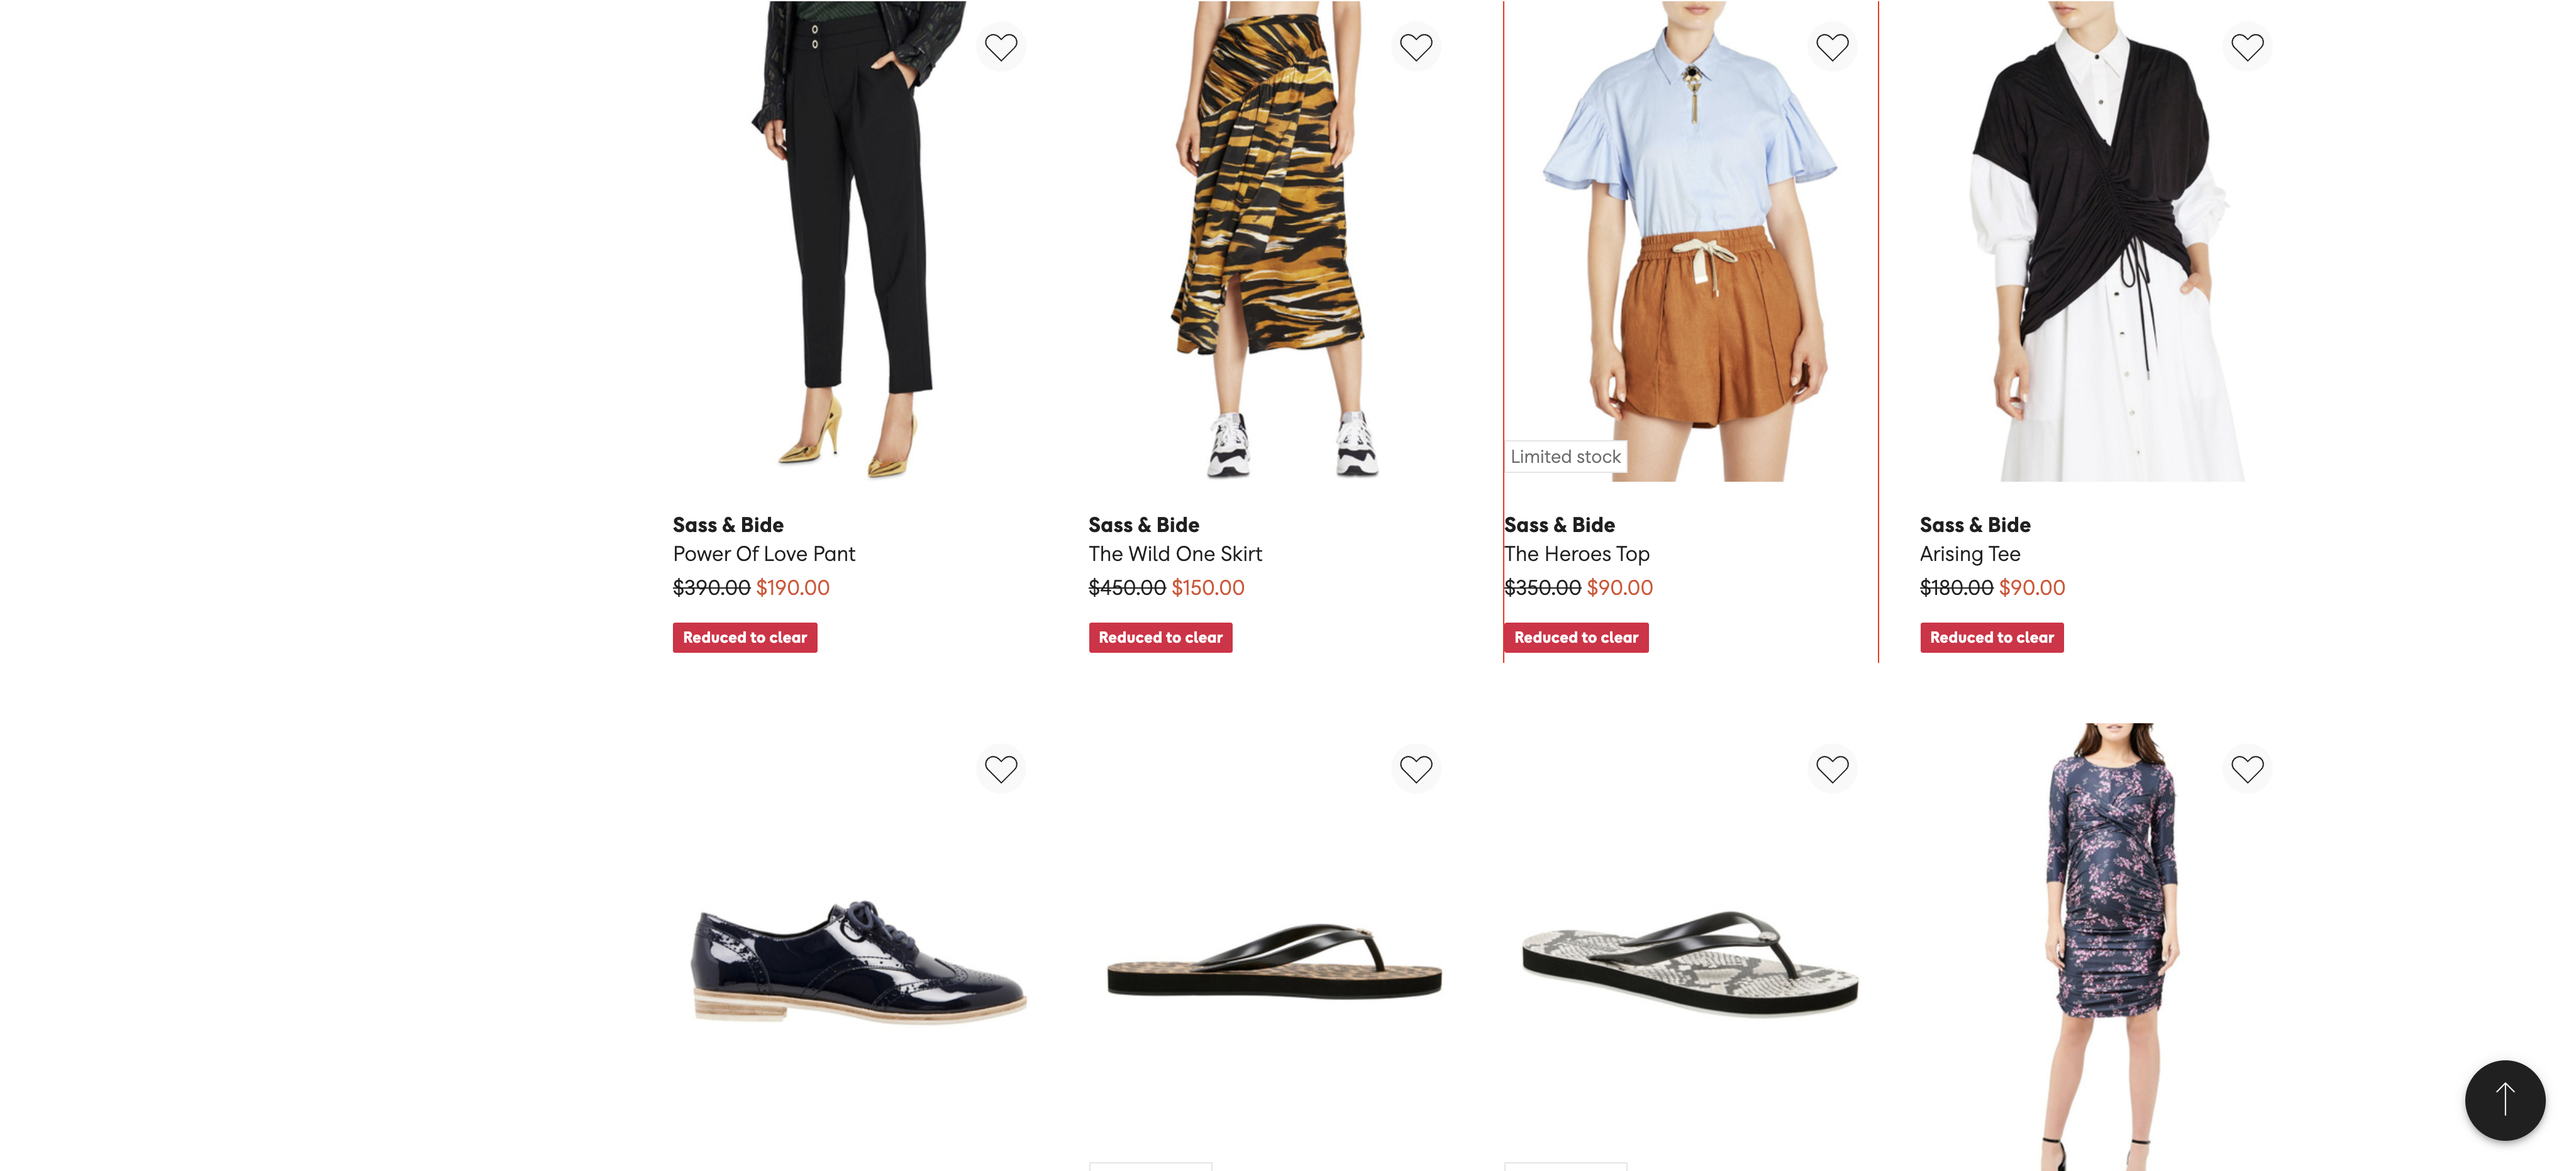 Limited stock
Sass & Bide
Power Of Love Pant
$390.00 $190.00
Reduced to clear
Sass & Bide
The Wild One Skirt
$450.00 $150.00
Reduced to clear
Sass & Bide
The Heroes Top
$350.00 $90.00
Reduced to clear
Sass & Bide
Arising Tee
$180.00 $90.00
Reduced to clear